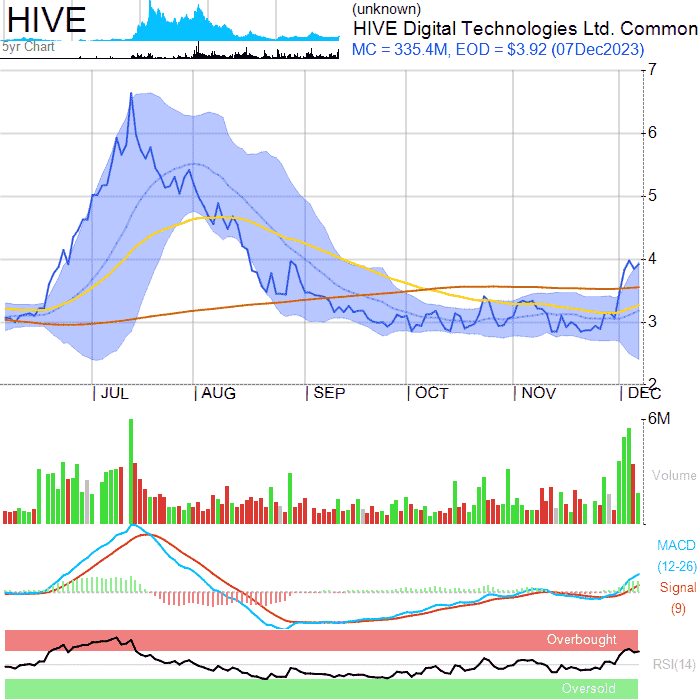 HIVE
5yr Chart
(unknown)
HIVE Digital Technologies Ltd. Common
MC = 335.4M, EOD = $3.92 (07Dec2023)
7
6
5
4
3
2
JUL AUG SEP OCT NOV DEC
6M
Volume
MACD
(12-26)
Signal
(9)
Overbought
RSI(14)
Oversold